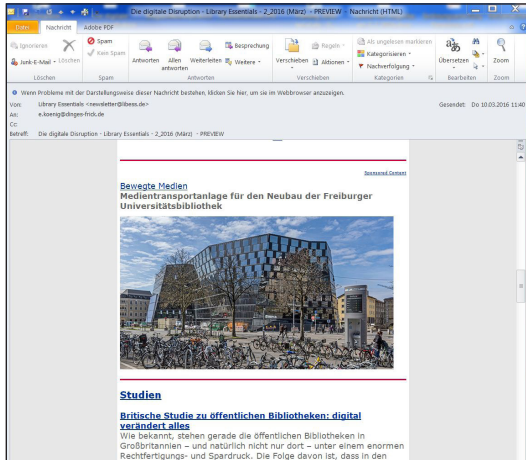 Die digitale Disruption - Library Essentials - 2_2016 (März) - PREVIEW - Nachricht (HTML)
Datei Nachricht Adobe PDF
Ignorieren
Junk-E-Mail Löschen
Löschen
Spam
Kein Spam
Spam
Antworten Allen antworten Weiterleiten
Besprechung
Weitere
Antworten
Verschieben
Regeln
Aktionen
Verschieben
Als ungelesen markieren
Kategorisieren
Nachverfolgung
Kategorien
Übersetzen
Bearbeiten
Zoom
Zoom
Wenn Probleme mit der Darstellungsweise dieser Nachricht bestehen, klicken Sie hier, um sie im Webbrowser anzuzeigen.
Von: Library Essentials <newsletter@libess.de> Gesendet: Do 10.03.2016 11:40
An: e.koenig@dinges-frick.de
Cc:
Betreff: Die digitale Disruption - Library Essentials - 2_2016 (März) - PREVIEW
Sponsored Content
Bewegte Medien
Medientransportanlage für den Neubau der Freiburger
Universitätsbibliothek
Studien
Britische Studie zu öffentlichen Bibliotheken: digital
verändert alles
Wie bekannt, stehen gerade die öffentlichen Bibliotheken in
Großbritannien – und natürlich nicht nur dort – unter einem enormen
Rechtfertigungs- und Spardruck. Die Folge davon ist, dass in den